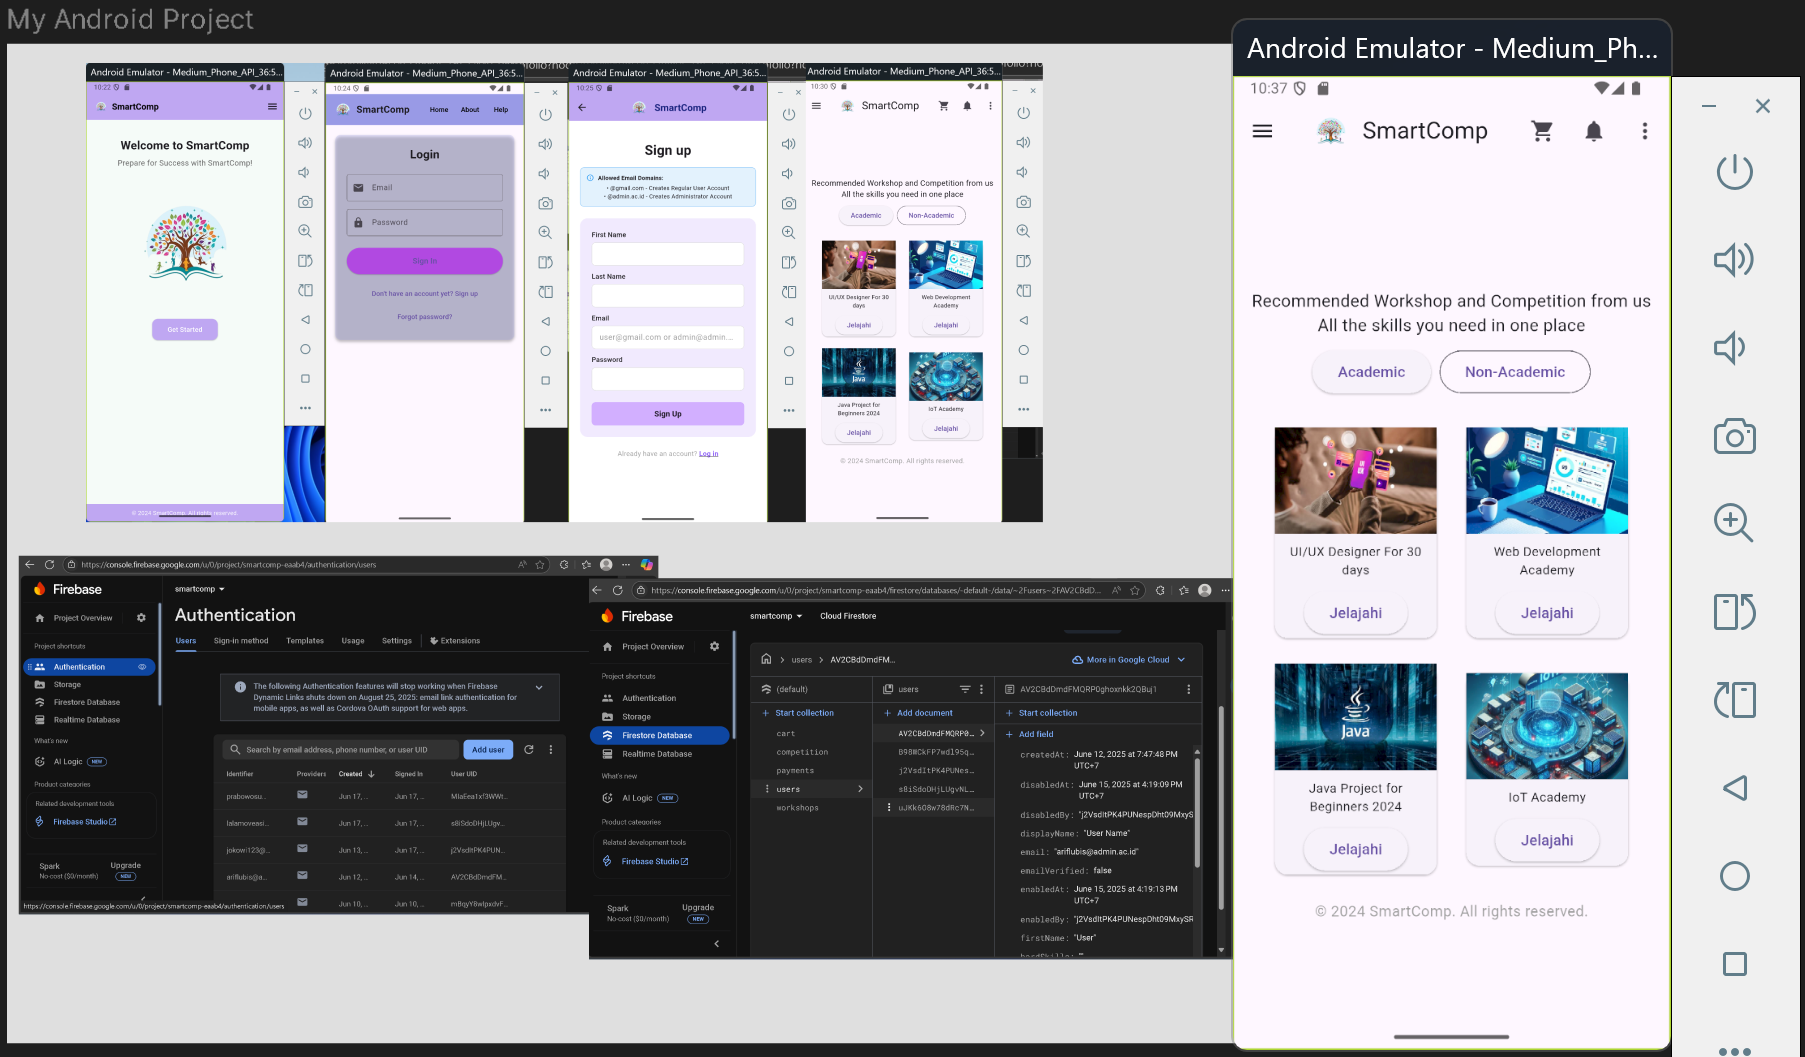 My Android Project
Android Emulator - Medium_Phone_API_36:5...
10:22
SmartComp
Welcome to SmartComp
Prepare for Success with SmartComp!
Get Started
© 2024 SmartComp. All rights reserved.
Android Emulator - Medium_Phone_API_36:5...
10:24
SmartComp
Home
About
Help
Login
Email
Password
Sign In
Don't have an account yet? Sign up
Forgot password?
Android Emulator - Medium_Phone_API_36:5...
10:25
SmartComp
Sign up
Allowed Email Domains:
• @gmail.com - Creates Regular User Account
• @admin.ac.id - Creates Administrator Account
First Name
Last Name
Email
user@gmail.com or admin@admin....
Password
Sign Up
Already have an account? Log in
Android Emulator - Medium_Phone_API_36:5...
10:30
SmartComp
Recommended Workshop and Competition from us
All the skills you need in one place
Academic
Non-Academic
UI/UX Designer For 30
days
Jelajahi
Web Development
Academy
Jelajahi
Java
Java Project for
Beginners 2024
Jelajahi
IoT Academy
Jelajahi
© 2024 SmartComp. All rights reserved.
https://console.firebase.google.com/u/0/project/smartcomp-eaab4/authentication/users
Firebase
smartcomp
Project Overview
Project shortcuts
Authentication
Storage
Firestore Database
Realtime Database
What's new
AI Logic
NEW
Product categories
Related development tools
Firebase Studio
Spark
No-cost ($0/month)
Upgrade
NEW
Authentication
Users
Sign-in method
Templates
Usage
Settings
Extensions
The following Authentication features will stop working when Firebase
Dynamic Links shuts down on August 25, 2025: email link authentication for
mobile apps, as well as Cordova OAuth support for web apps.
Search by email address, phone number, or user UID
Add user
Identifier
Providers
Created
Signed In
User UID
prabowosu...
Jun 17, ...
Jun 17, ...
lalamoveasi...
Jun 17, ...
Jun 17, ...
s8iSdoDHjLUgv...
jokowi123@...
Jun 13, ...
Jun 17, ...
j2VsdItPK4PUN...
ariflubis@a...
Jun 12, ...
Jun 14, ...
AV2CBdDmdFM...
Jun 10, ...
Jun 10, ...
https://console.firebase.google.com/u/0/project/smartcomp-eaab4/authentication/users
https://console.firebase.google.com/u/0/project/smartcomp-eaab4/firestore/databases/-default-/data/~2Fusers~2FAV2CBdD...
Firebase
smartcomp
Cloud Firestore
Project Overview
Project shortcuts
Authentication
Storage
Firestore Database
Realtime Database
What's new
AI Logic
NEW
Product categories
Related development tools
Firebase Studio
Spark
No-cost ($0/month)
Upgrade
NEW
users
AV2CBdDmdFM...
More in Google Cloud
(default)
Start collection
cart
competition
payments
users
workshops
users
Add document
AV2CBdDmdFMQRP0...
j2VsdItPK4PUNes...
s8iSdoDHjLUgvNL...
AV2CBdDmdFMQRP0ghoxnkk2QBuj1
Start collection
Add field
createdAt: June 12, 2025 at 7:47:48 PM
UTC+7
disabledAt: June 15, 2025 at 4:19:09 PM
UTC+7
disabledBy: "j2VsdItPK4PUNespDht09MxyS
displayName: "User Name"
email: "ariflubis@admin.ac.id"
emailVerified: false
enabledAt: June 15, 2025 at 4:19:13 PM
UTC+7
enabledBy: "j2VsdItPK4PUNespDht09MxySR
firstName: "User"
Android Emulator - Medium_Ph...
10:37
SmartComp
Recommended Workshop and Competition from us
All the skills you need in one place
Academic
Non-Academic
UI/UX Designer For 30
days
Jelajahi
Web Development
Academy
Jelajahi
Java
Java Project for
Beginners 2024
Jelajahi
IoT Academy
Jelajahi
© 2024 SmartComp. All rights reserved.